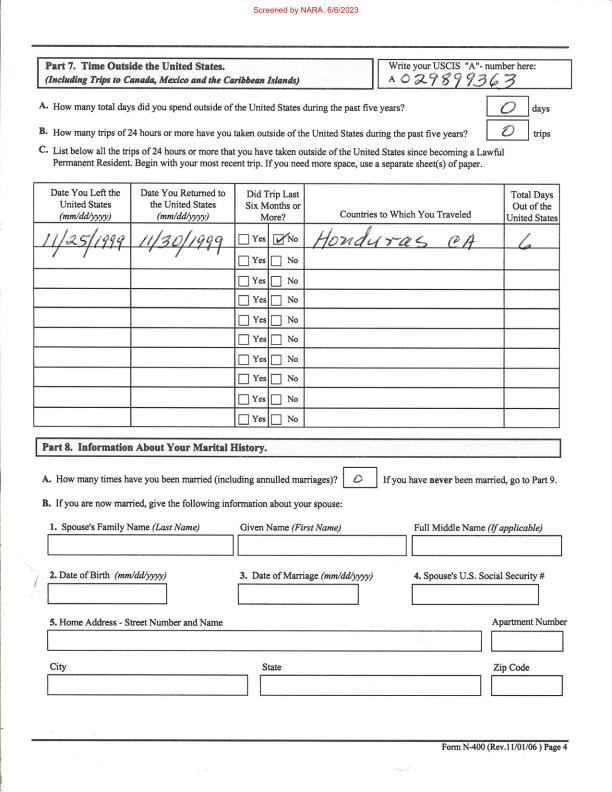 Screened by NARA, 6/6/2023
Part 7. Time Outside the United States.
(Including Trips to Canada, Mexico and the Caribbean Islands)
Write your USCIS "A"- number here:
A 029899363
A. How many total days did you spend outside of the United States during the past five years? 0 days
B. How many trips of 24 hours or more have you taken outside of the United States during the past five years? 0 trips
C. List below all the trips of 24 hours or more that you have taken outside of the United States since becoming a Lawful
Permanent Resident. Begin with your most recent trip. If you need more space, use a separate sheet(s) of paper.
Date You Left the
United States
(mm/dd/yyyy)
Date You Returned to
the United States
(mm/dd/yyyy)
Did Trip Last
Six Months or
More?
Countries to Which You Traveled
Total Days
Out of the
United States
11/25/1999 11/30/1999 Yes No Honduras CA 6
Yes No
Yes No
Yes No
Yes No
Yes No
Yes No
Yes No
Yes No
Yes No
Part 8. Information About Your Marital History.
A. How many times have you been married (including annulled marriages)? 0 If you have never been married, go to Part 9.
B. If you are now married, give the following information about your spouse:
1. Spouse's Family Name (Last Name) Given Name (First Name) Full Middle Name (If applicable)
2. Date of Birth (mm/dd/yyyy) 3. Date of Marriage (mm/dd/yyyy) 4. Spouse's U.S. Social Security #
5. Home Address - Street Number and Name Apartment Number
City State Zip Code
Form N-400 (Rev.11/01/06 ) Page 4